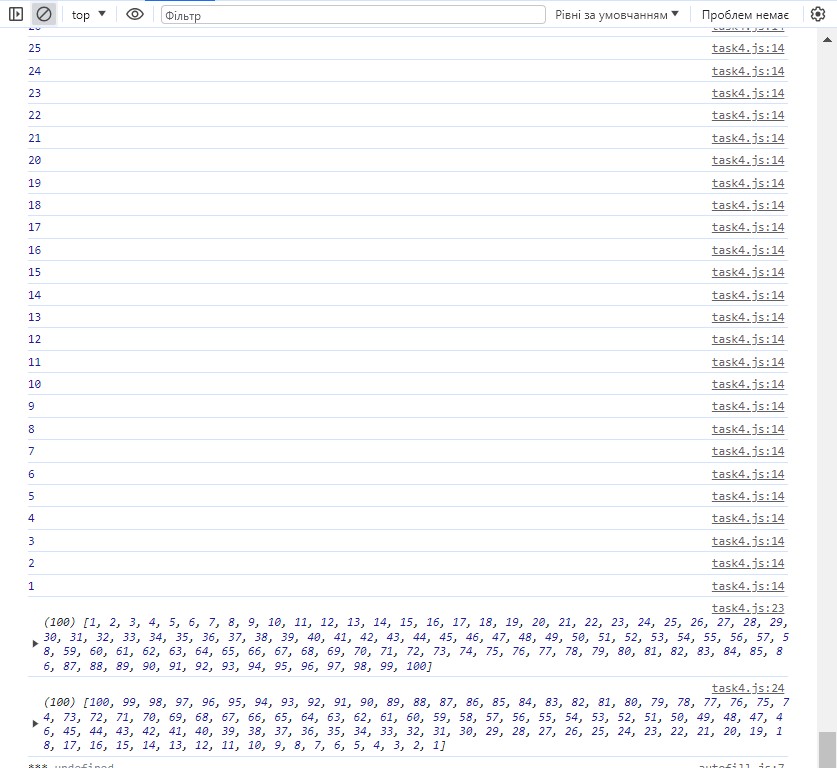 top ▼ Фільтр Рівні за умовчанням ▼ Проблем немає
26 task4.js:14
25 task4.js:14
24 task4.js:14
23 task4.js:14
22 task4.js:14
21 task4.js:14
20 task4.js:14
19 task4.js:14
18 task4.js:14
17 task4.js:14
16 task4.js:14
15 task4.js:14
14 task4.js:14
13 task4.js:14
12 task4.js:14
11 task4.js:14
10 task4.js:14
9 task4.js:14
8 task4.js:14
7 task4.js:14
6 task4.js:14
5 task4.js:14
4 task4.js:14
3 task4.js:14
2 task4.js:14
1 task4.js:14
task4.js:23
(100) [1, 2, 3, 4, 5, 6, 7, 8, 9, 10, 11, 12, 13, 14, 15, 16, 17, 18, 19, 20, 21, 22, 23, 24, 25, 26, 27, 28, 29,
30, 31, 32, 33, 34, 35, 36, 37, 38, 39, 40, 41, 42, 43, 44, 45, 46, 47, 48, 49, 50, 51, 52, 53, 54, 55, 56, 57, 5
8, 59, 60, 61, 62, 63, 64, 65, 66, 67, 68, 69, 70, 71, 72, 73, 74, 75, 76, 77, 78, 79, 80, 81, 82, 83, 84, 85, 8
6, 87, 88, 89, 90, 91, 92, 93, 94, 95, 96, 97, 98, 99, 100]
task4.js:24
(100) [100, 99, 98, 97, 96, 95, 94, 93, 92, 91, 90, 89, 88, 87, 86, 85, 84, 83, 82, 81, 80, 79, 78, 77, 76, 75, 7
4, 73, 72, 71, 70, 69, 68, 67, 66, 65, 64, 63, 62, 61, 60, 59, 58, 57, 56, 55, 54, 53, 52, 51, 50, 49, 48, 47, 4
6, 45, 44, 43, 42, 41, 40, 39, 38, 37, 36, 35, 34, 33, 32, 31, 30, 29, 28, 27, 26, 25, 24, 23, 22, 21, 20, 19, 1
8, 17, 16, 15, 14, 13, 12, 11, 10, 9, 8, 7, 6, 5, 4, 3, 2, 1]
*** undefined autofill.js:7